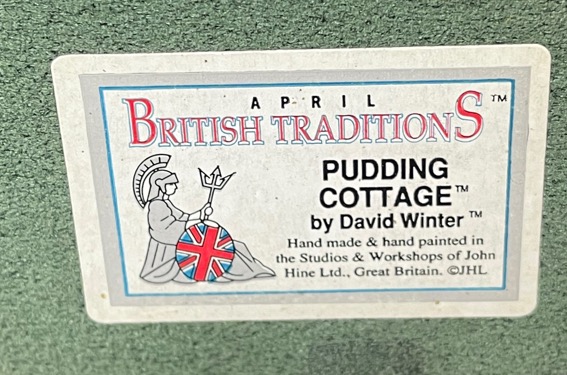 APRIL
BRITISH TRADITIONS™
PUDDING
COTTAGE™
by David Winter™
Hand made & hand painted in
the Studios & Workshops of John
Hine Ltd., Great Britain. ©JHL